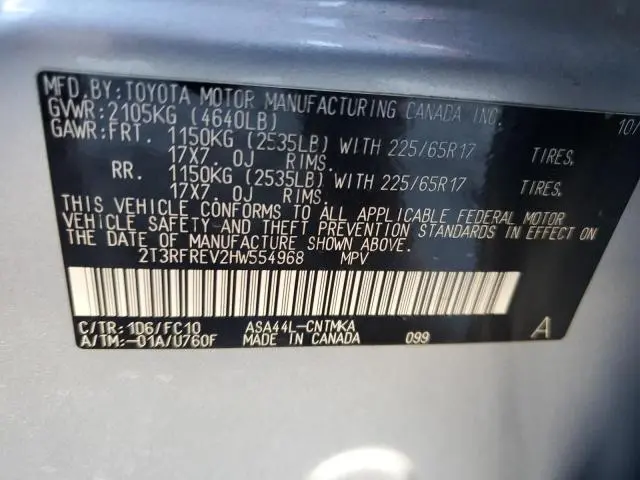 MFD.BY:TOYOTA MOTOR MANUFACTURING CANADA INC.
GVWR:2105KG (4640LB) 10/
GAWR:FRT. 1150KG (2535LB) WITH 225/65R17 TIRES,
17X7.0J RIMS,
RR. 1150KG (2535LB) WITH 225/65R17 TIRES,
17X7.0J RIMS.
THIS VEHICLE CONFORMS TO ALL APPLICABLE FEDERAL MOTOR
VEHICLE SAFETY AND THEFT PREVENTION STANDARDS IN EFFECT ON
THE DATE OF MANUFACTURE SHOWN ABOVE.
2T3RFREV2HW554968 MPV
C/TR:1D6/FC10 ASA44L-CNTMKA A
A/TM:-01A/U760F MADE IN CANADA 099